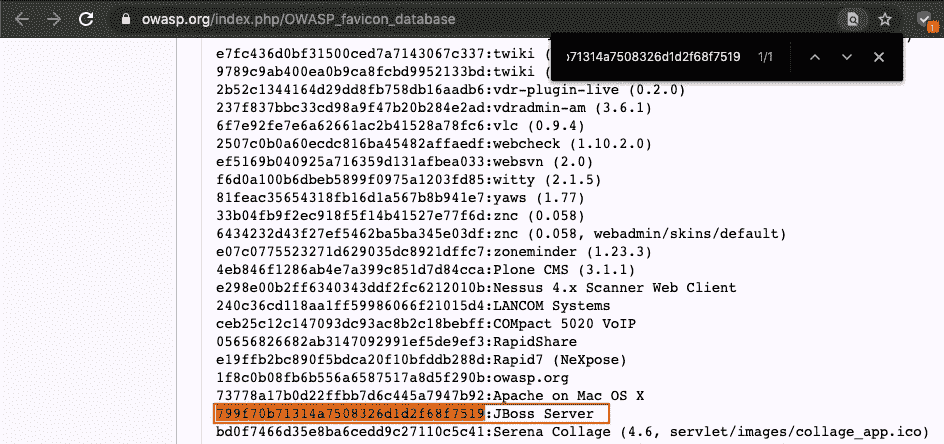 owasp.org/index.php/OWASP_favicon_database
71314a7508326d1d2f68f7519 1/1
e7fc436d0bf31500ced7a7143067c337:twiki (
9789c9ab400ea0b9ca8fcbd9952133bd:twiki (
2b52c1344164d29dd8fb758db16aadb6:vdr-plugin-live (0.2.0)
237f837bbc33cd98a9f47b20b284e2ad:vdradmin-am (3.6.1)
6f7e92fe7e6a62661ac2b41528a78fc6:vlc (0.9.4)
2507c0b0a60ecdc816ba45482affaedf:webcheck (1.10.2.0)
ef5169b040925a716359d131afbea033:websvn (2.0)
f6d0a100b6dbeb5899f0975a1203fd85:witty (2.1.5)
81feac35654318fb16d1a567b8b941e7:yaws (1.77)
33b04fb9f2ec918f5f14b41527e77f6d:znc (0.058)
6434232d43f27ef5462ba5ba345e03df:znc (0.058, webadmin/skins/default)
e07c0775523271d629035dc8921dffc7:zoneminder (1.23.3)
4eb846f1286ab4e7a399c851d7d84cca:Plone CMS (3.1.1)
e298e00b2ff6340343ddf2fc6212010b:Nessus 4.x Scanner Web Client
240c36cd118aa1ff59986066f21015d4:LANCOM Systems
ceb25c12c147093dc93ac8b2c18bebff:COMpact 5020 VoIP
05656826682ab3147092991ef5de9ef3:RapidShare
e19ffb2bc890f5bdca20f10bfddb288d:Rapid7 (NeXpose)
1f8c0b08fb6b556a6587517a8d5f290b:owasp.org
73778a17b0d22ffbb7d6c445a7947b92:Apache on Mac OS X
799f70b71314a7508326d1d2f68f7519:JBoss Server
bd0f7466d35e8ba6cedd9c27110c5c41:Serena Collage (4.6, servlet/images/collage_app.ico)